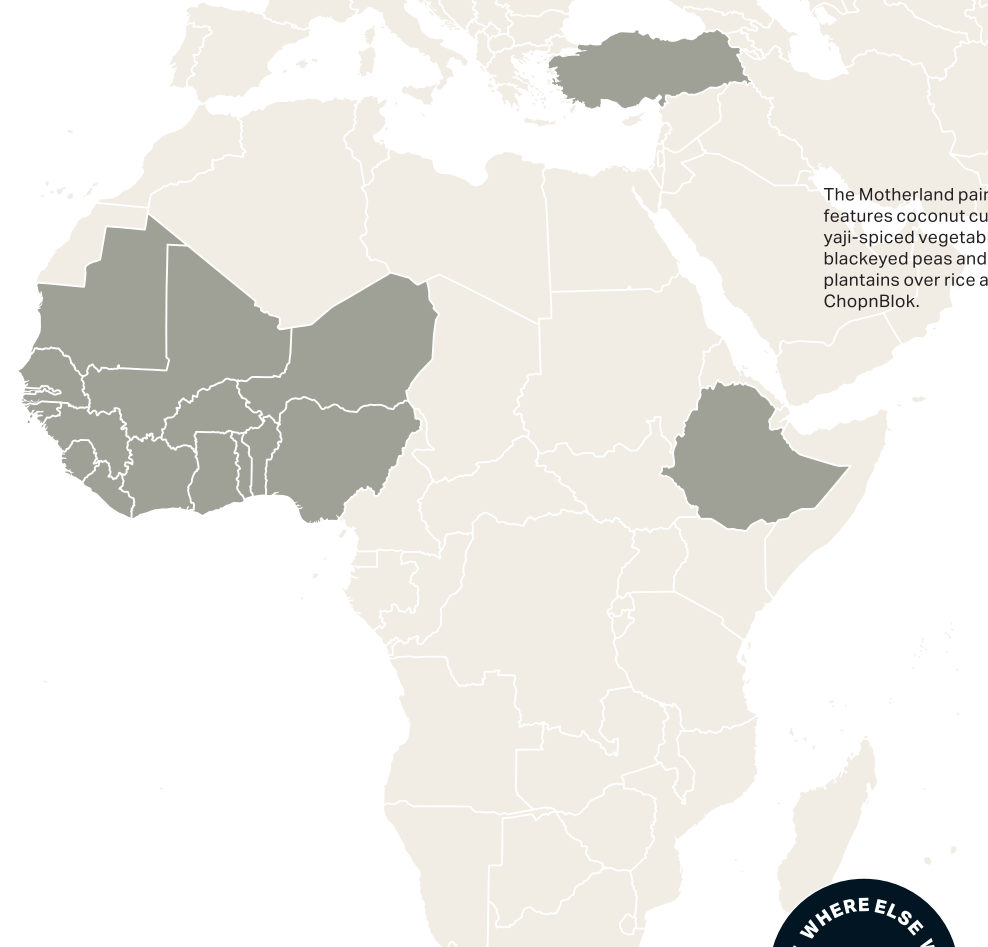 The Motherland pair
features coconut cu
yaji-spiced vegetab
blackeyed peas and
plantains over rice a
ChopnBlok.
WHERE ELSE